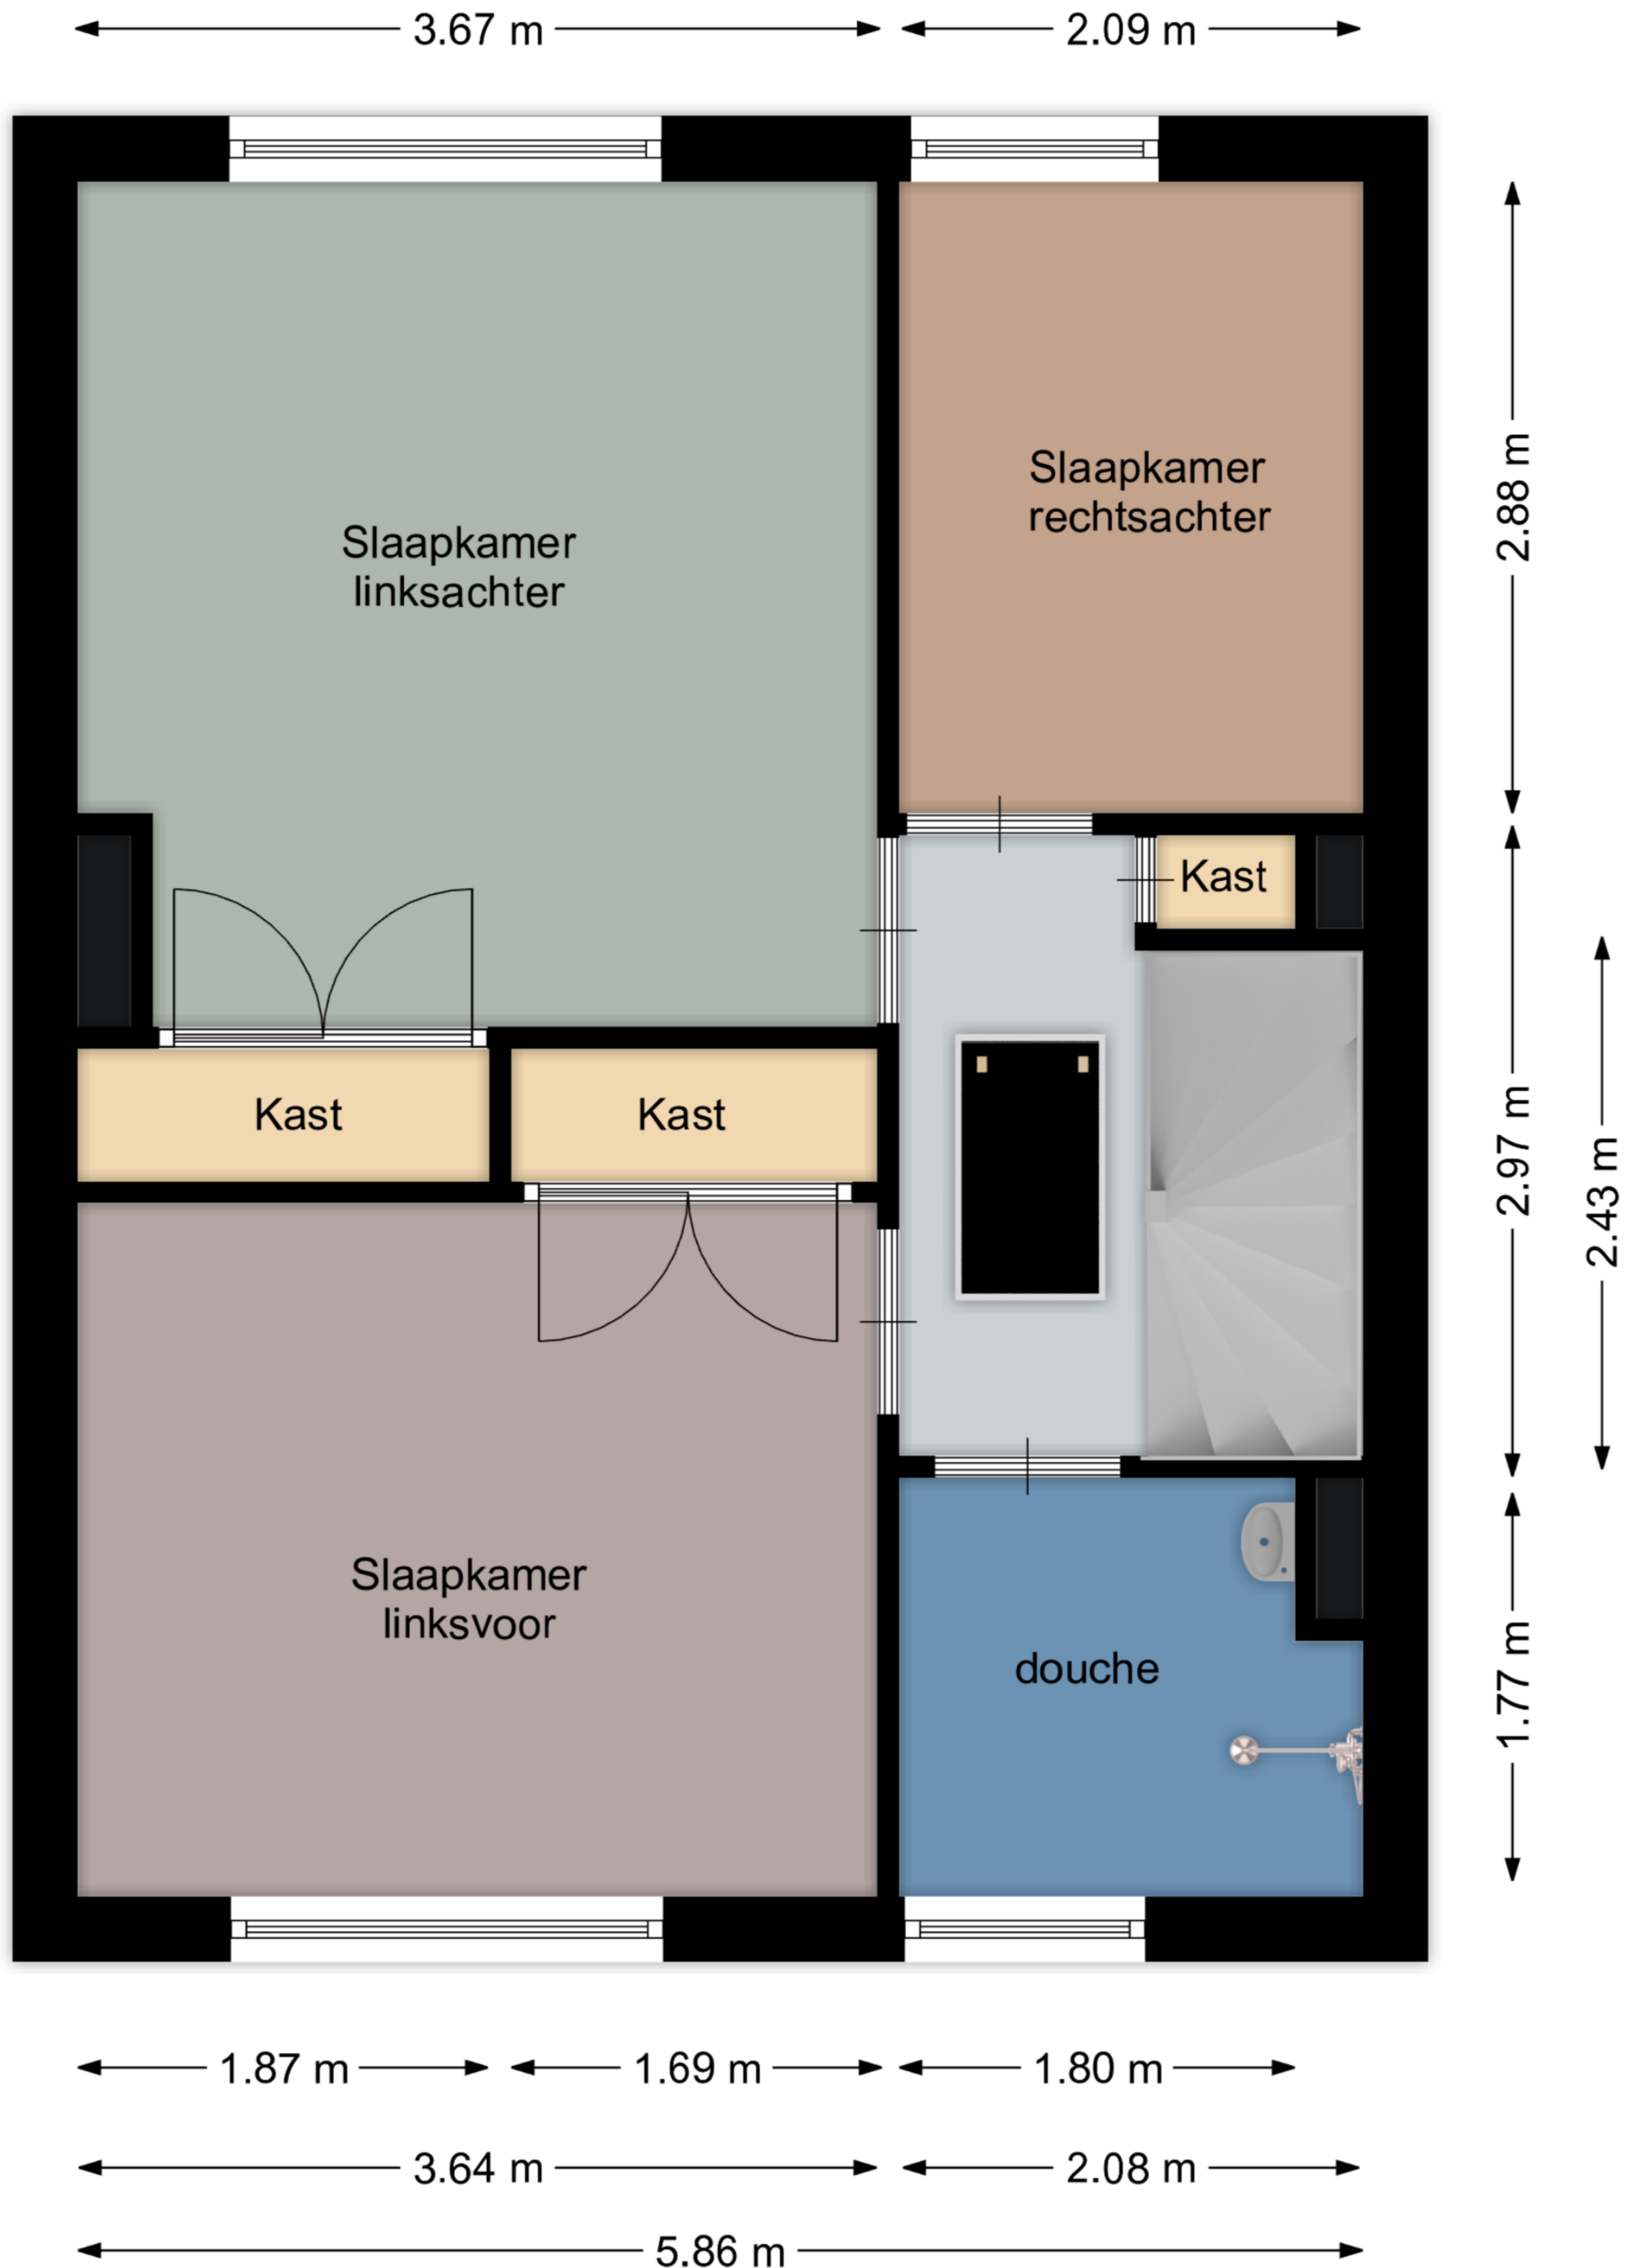 3.67 m
2.09 m
Slaapkamer
linksachter
Slaapkamer
rechtsachter
2.88 m
Kast
Kast
Kast
2.97 m
2.43 m
Slaapkamer
linksvoor
douche
1.77 m
1.87 m
1.69 m
1.80 m
3.64 m
2.08 m
5.86 m